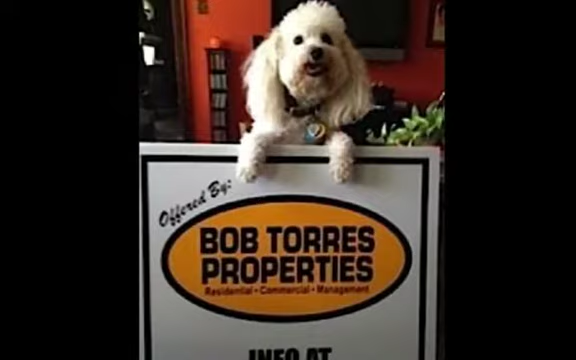 Offered By:
BOB TORRES
PROPERTIES
Residential • Commercial • Management
INFO AT